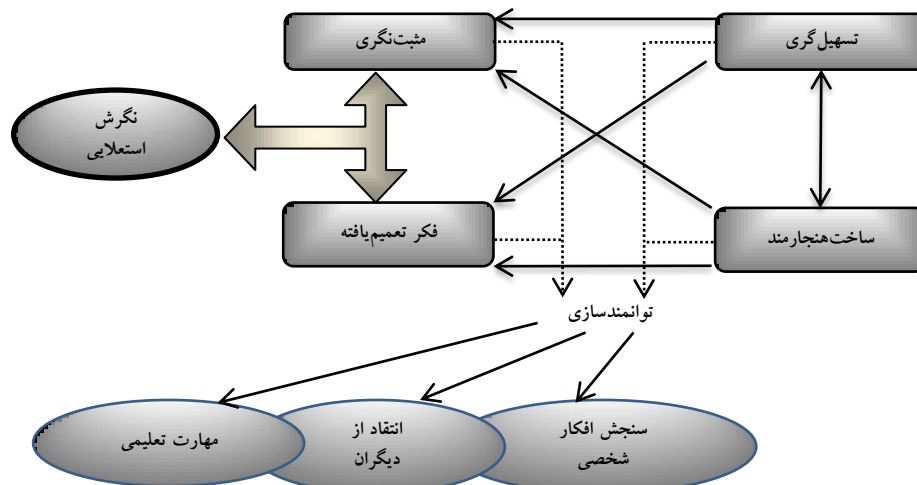 تسهیل‌گری
مثبت‌نگری
نگرش
استعلایی
ساخت‌هنجارمند
فکر تعمیم‌یافته
توانمندسازی
سنجش افکار
شخصی
انتقاد از
دیگران
مهارت تعلیمی